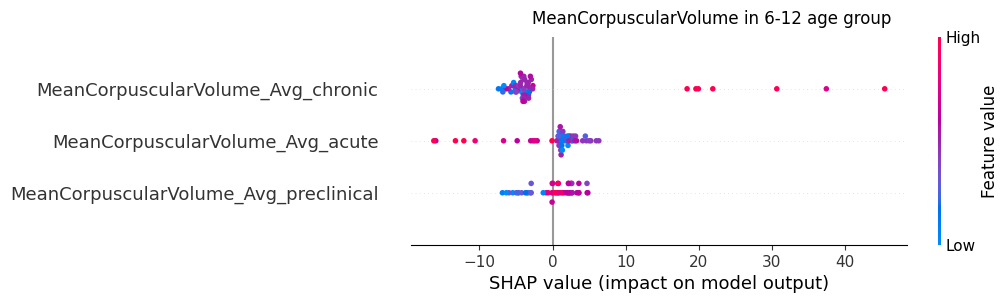 MeanCorpuscularVolume in 6-12 age group
High
MeanCorpuscularVolume_Avg_chronic
MeanCorpuscularVolume_Avg_acute
MeanCorpuscularVolume_Avg_preclinical
Feature value
Low
−10 0 10 20 30 40
SHAP value (impact on model output)